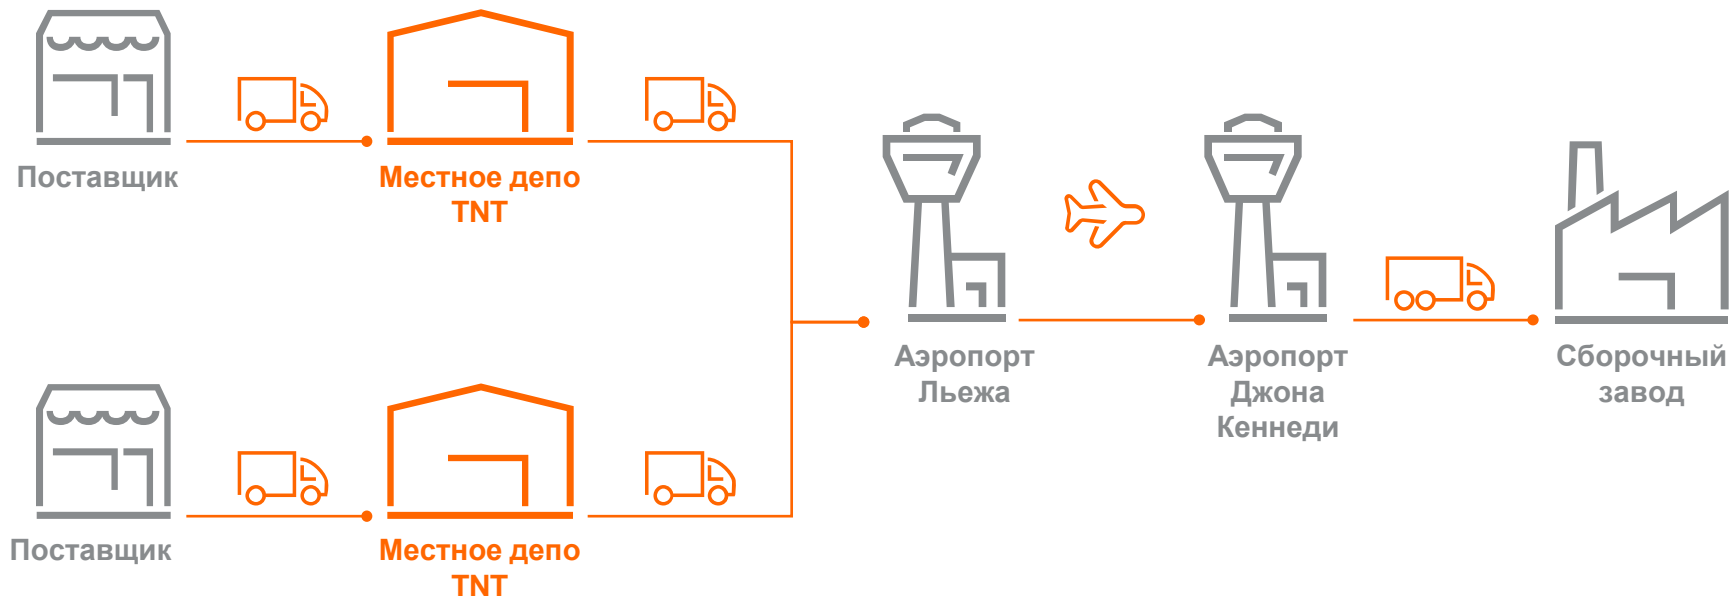 Поставщик
Местное депо
TNT
Аэропорт
Льежа
Аэропорт
Джона
Кеннеди
Сборочный
завод
Поставщик
Местное депо
TNT